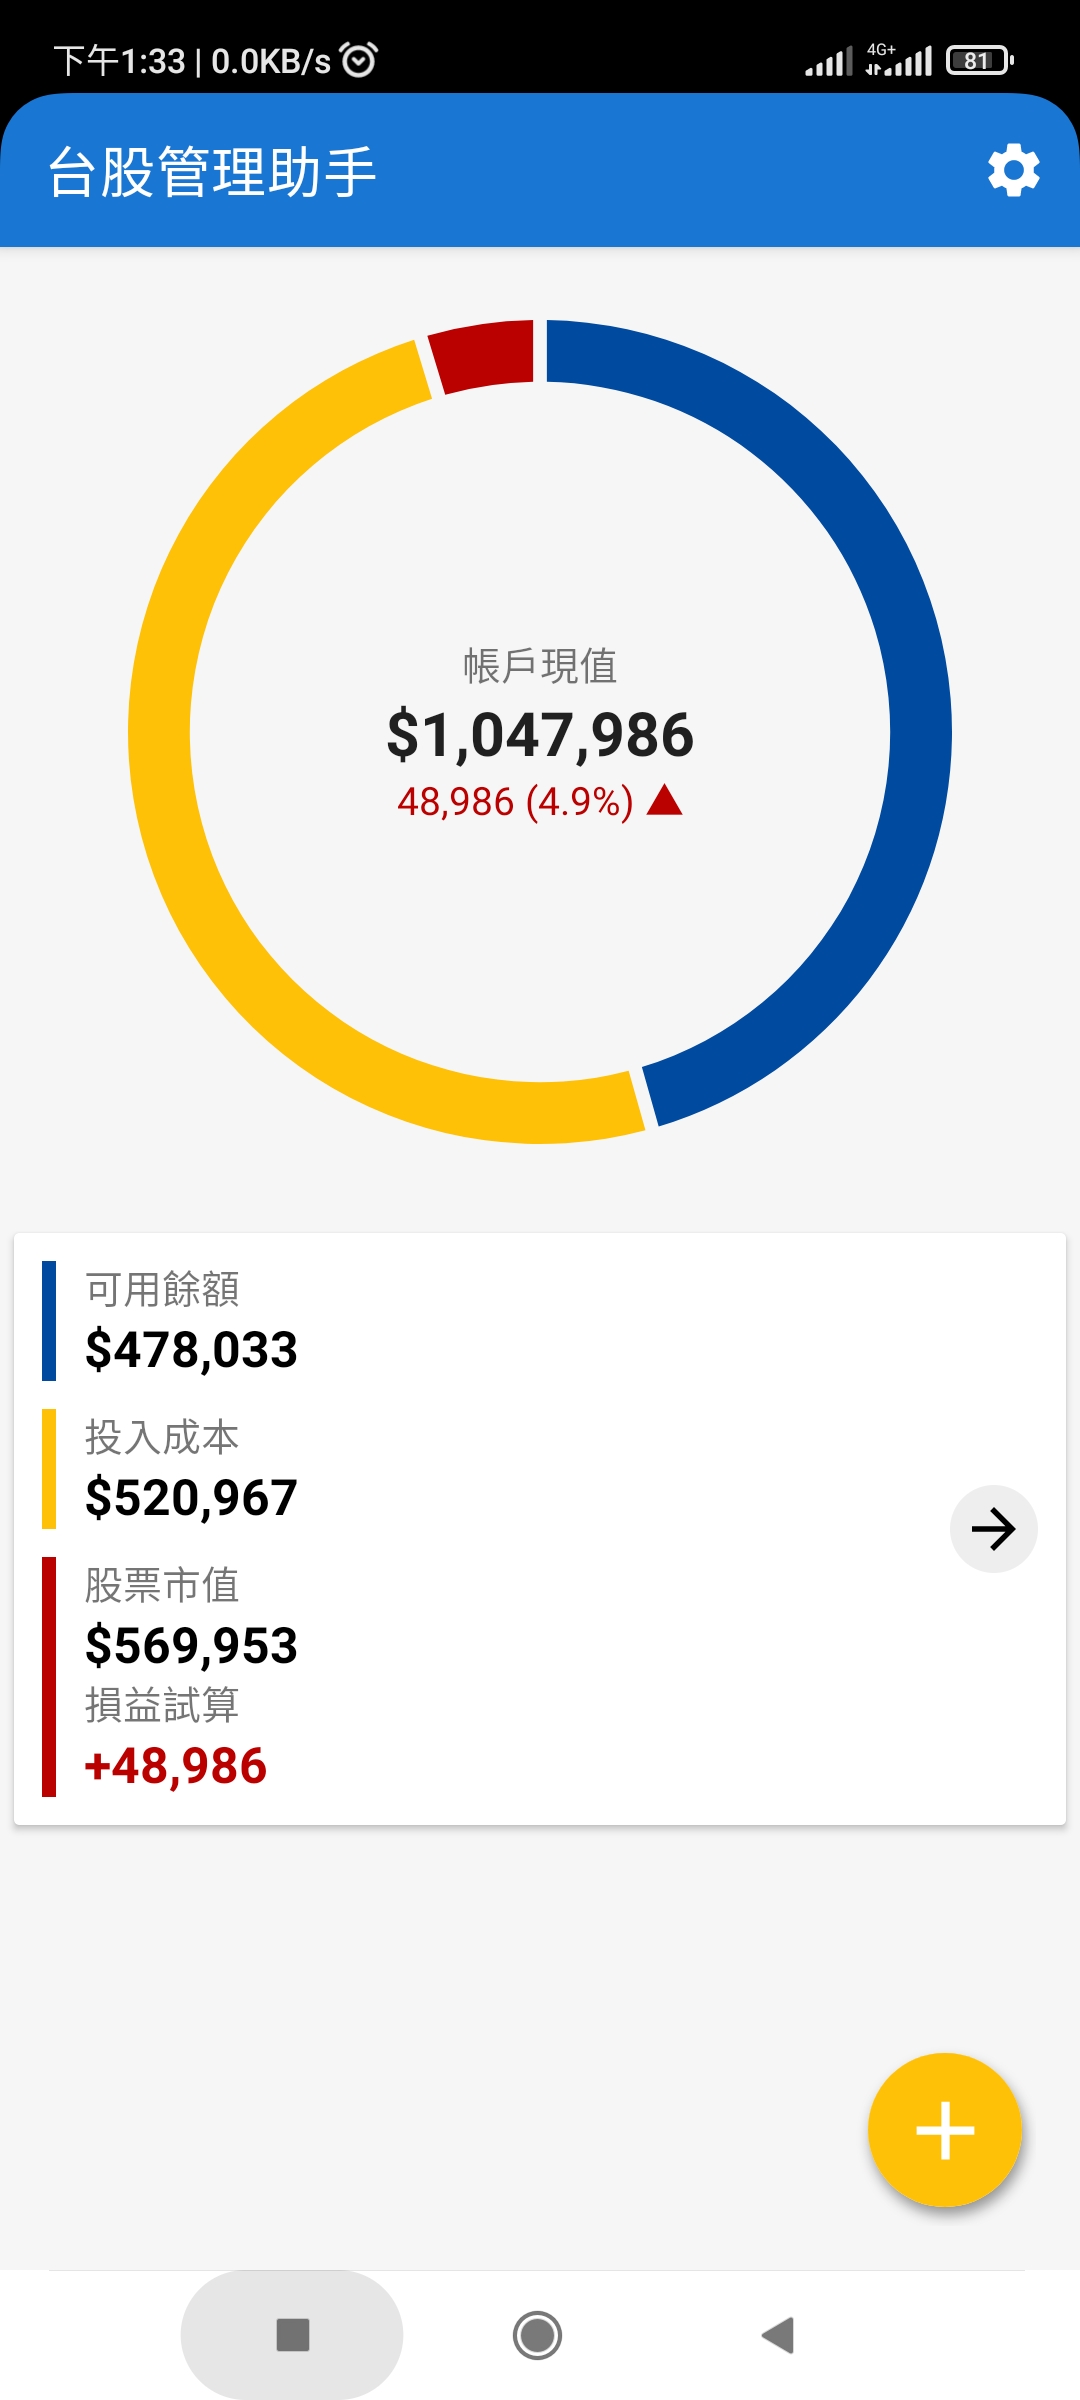 下午1:33 | 0.0KB/s
4G+
81
台股管理助手
帳戶現值
$1,047,986
48,986 (4.9%) ▲
可用餘額
$478,033
投入成本
$520,967
股票市值
$569,953
損益試算
+48,986